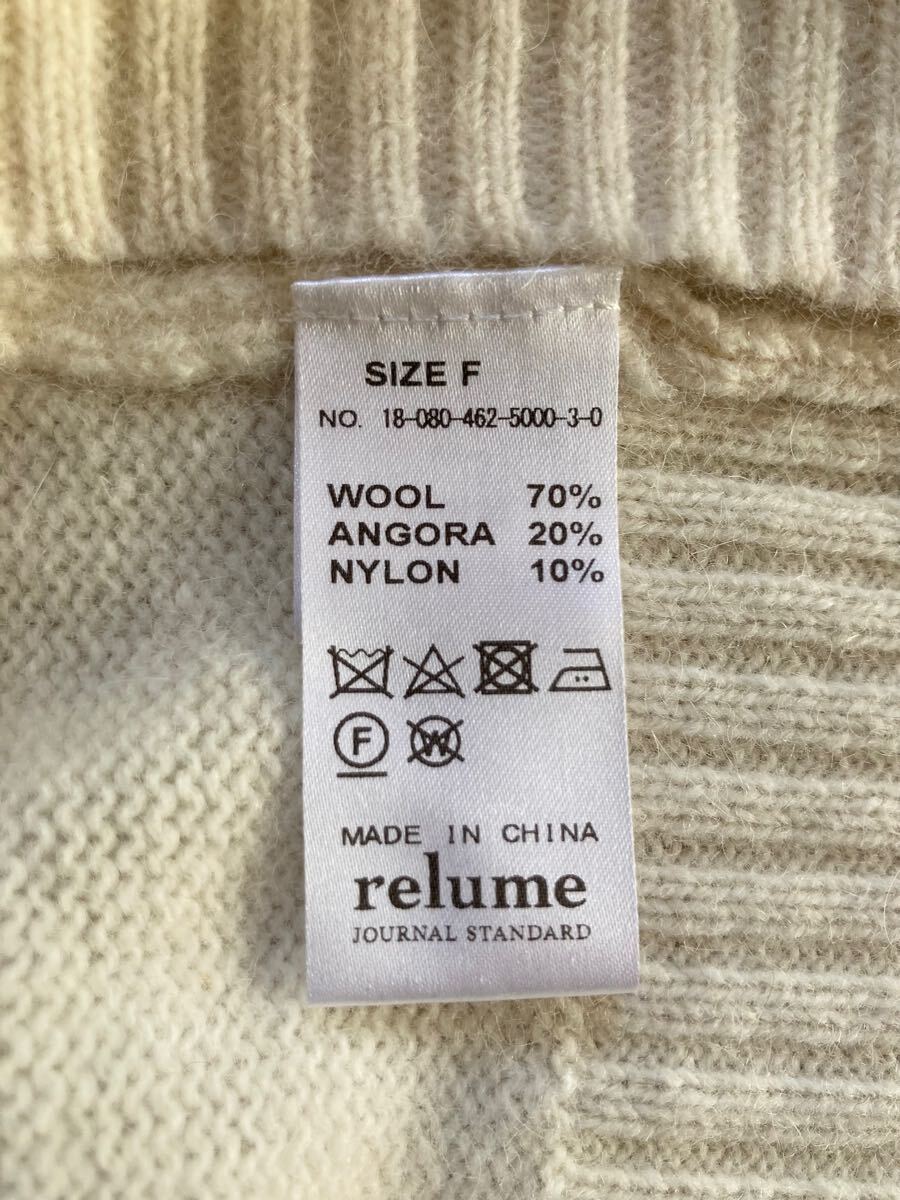 SIZE F
NO. 18-080-462-5000-3-0
WOOL 70%
ANGORA 20%
NYLON 10%
F W
MADE IN CHINA
relume
JOURNAL STANDARD